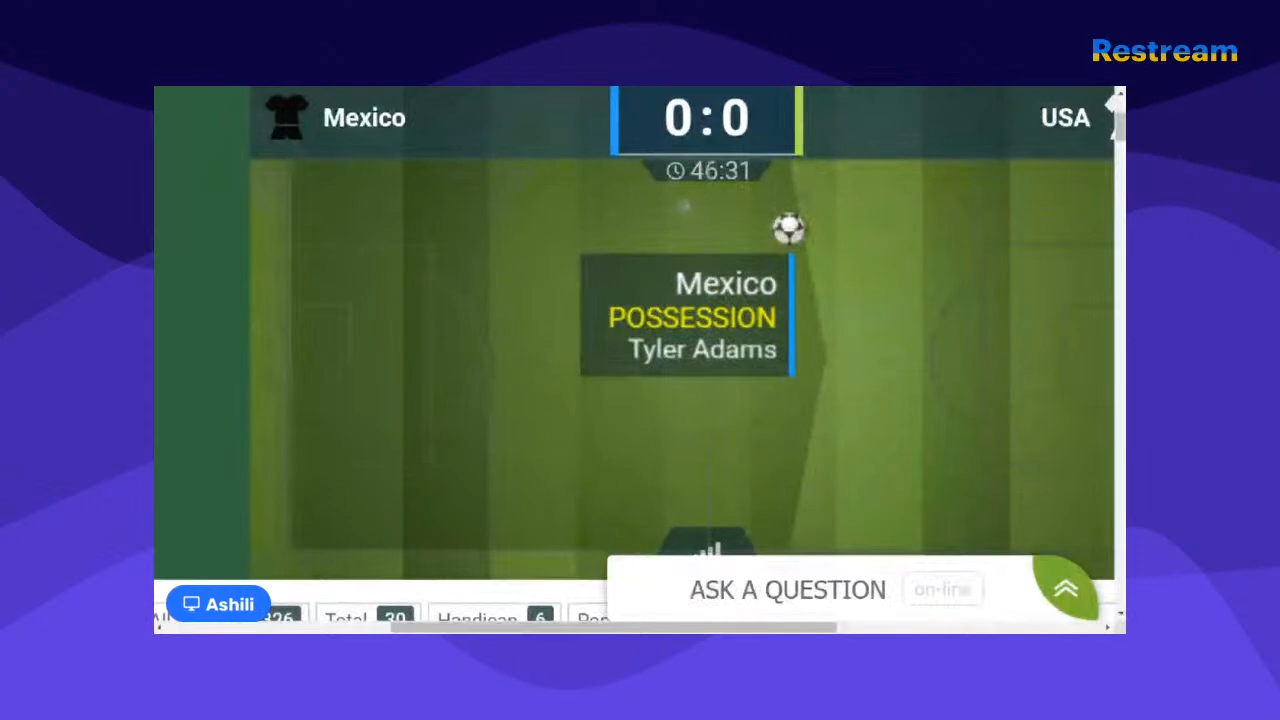 Restream
Mexico
0:0
USA
46:31
Mexico
POSSESSION
Tyler Adams
ASK A QUESTION
on-line
Ashili
Total 30
Handicap 6